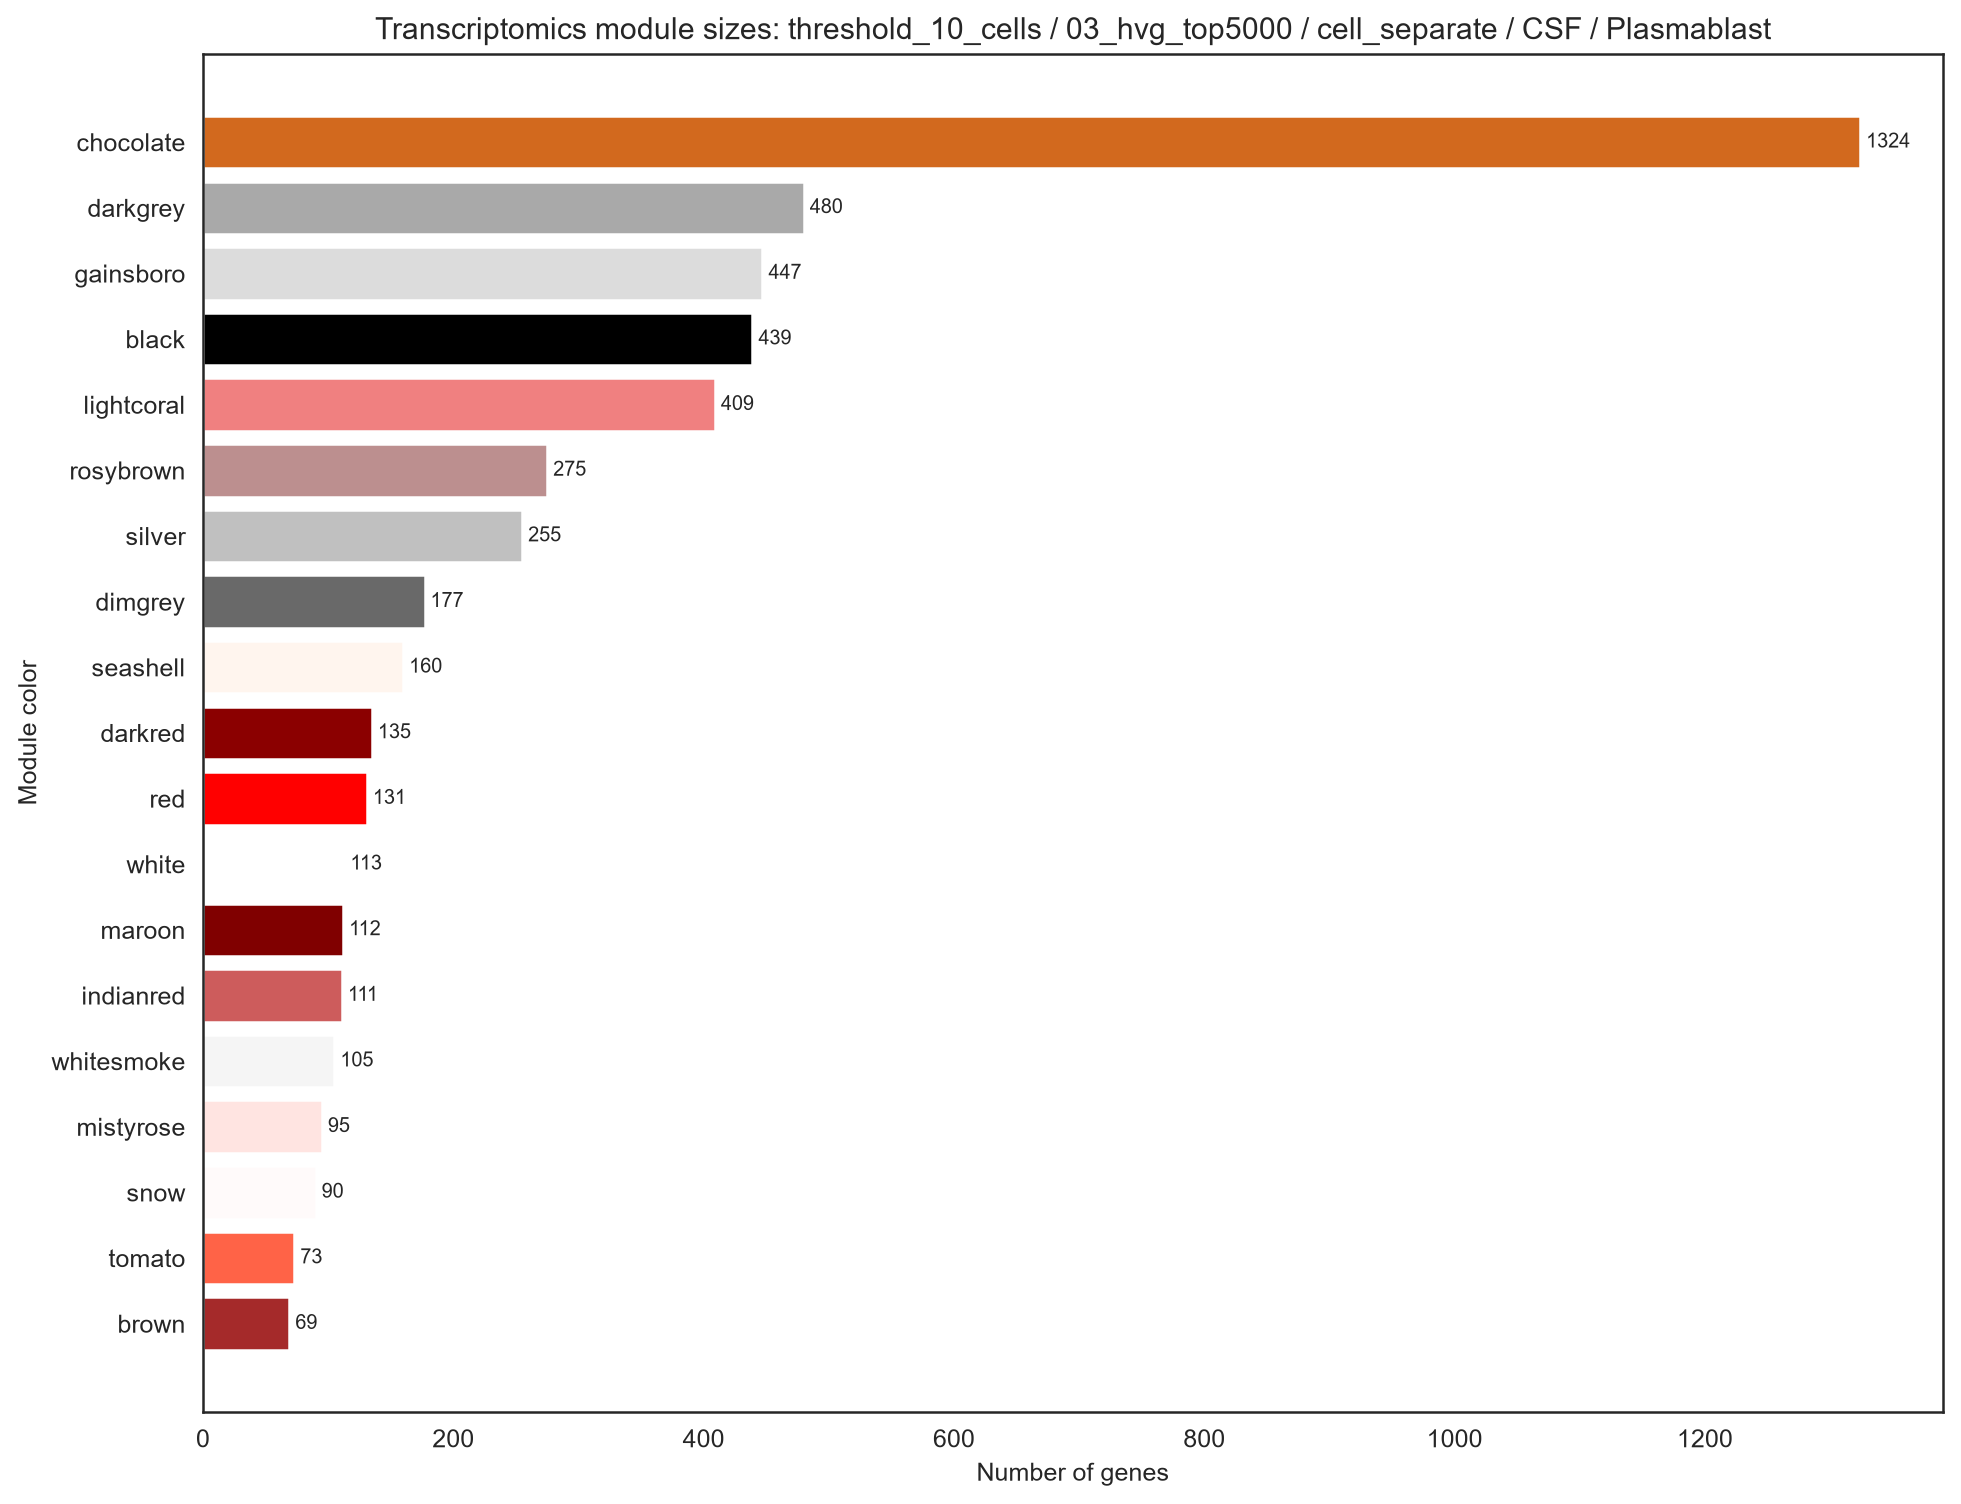 Transcriptomics module sizes: threshold_10_cells / 03_hvg_top5000 / cell_separate / CSF / Plasmablast
Module color
chocolate 1324
darkgrey 480
gainsboro 447
black 439
lightcoral 409
rosybrown 275
silver 255
dimgrey 177
seashell 160
darkred 135
red 131
white 113
maroon 112
indianred 111
whitesmoke 105
mistyrose 95
snow 90
tomato 73
brown 69
0 200 400 600 800 1000 1200
Number of genes